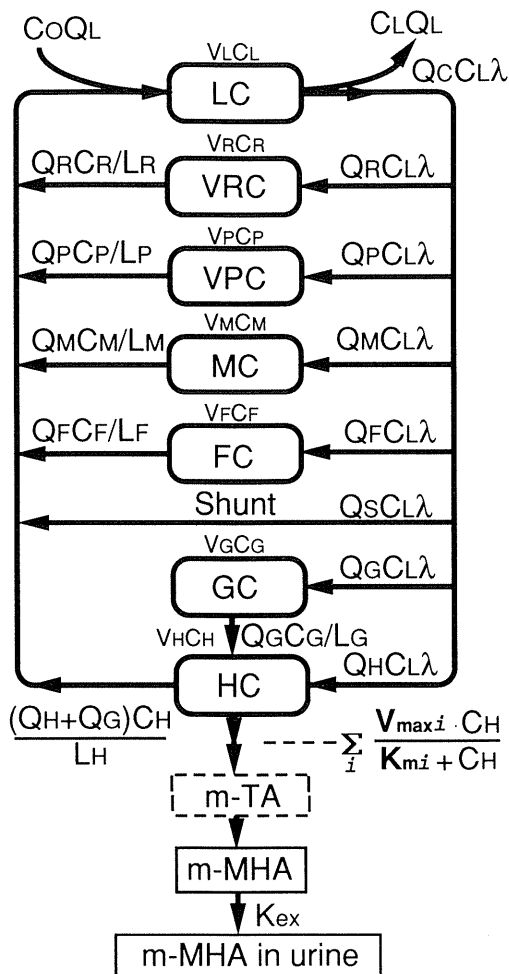 CoQL
CLQL
VLCL
LC
QCCLλ
VRCR
QRCR/LR
VRC
QRCLλ
VPCP
QPCP/LP
VPC
QPCLλ
VMCM
QMCM/LM
MC
QMCLλ
VFCF
QFCF/LF
FC
QFCLλ
Shunt
QSCLλ
VGCG
GC
QGCLλ
VHCH
QGCG/LG
HC
QHCLλ
(QH+QG)CH
LH
Σ
i
Vmaxi · CH
Kmi + CH
m-TA
m-MHA
Kex
m-MHA in urine